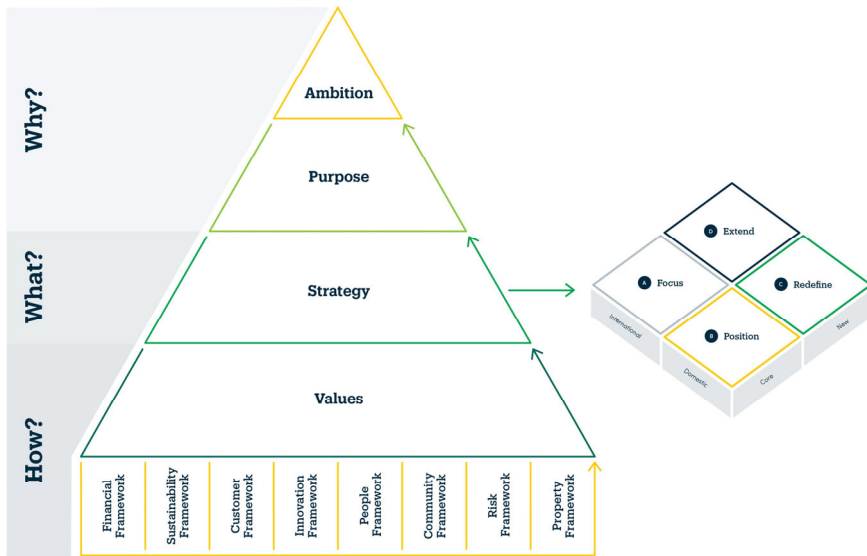 Why?
Ambition
Purpose
What?
Strategy
How?
Values
Financial
Framework
Sustainability
Framework
Customer
Framework
Innovation
Framework
People
Framework
Community
Framework
Risk
Framework
Property
Framework
D Extend
A Focus
C Redefine
B Position
International
Domestic
Core
New